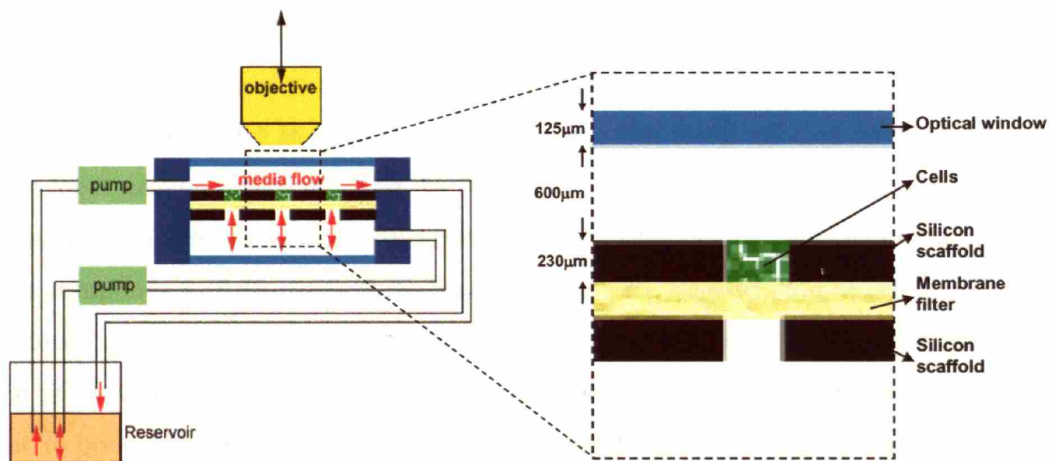 objective
pump
media flow
pump
Reservoir
125µm
600µm
230µm
Optical window
Cells
Silicon
scaffold
Membrane
filter
Silicon
scaffold